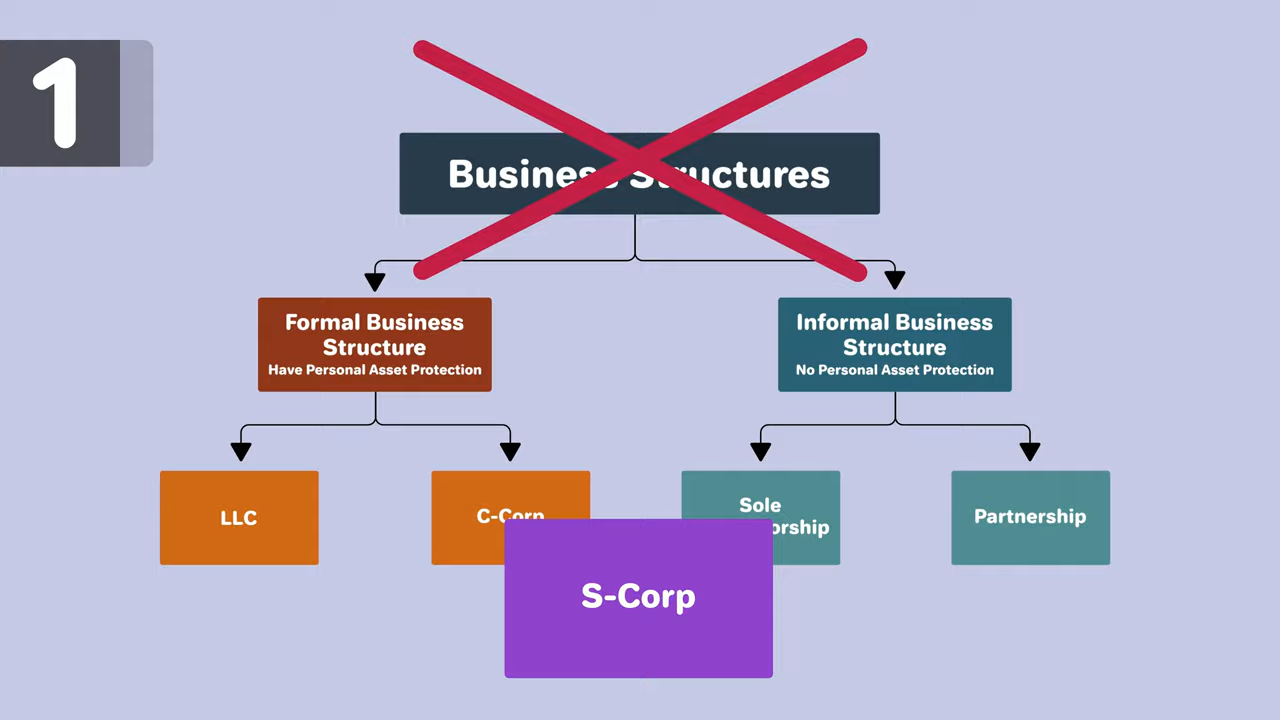 1
Business Structures
Formal Business
Structure
Have Personal Asset Protection
Informal Business
Structure
No Personal Asset Protection
LLC
C-Corp
Sole
Partnership
S-Corp